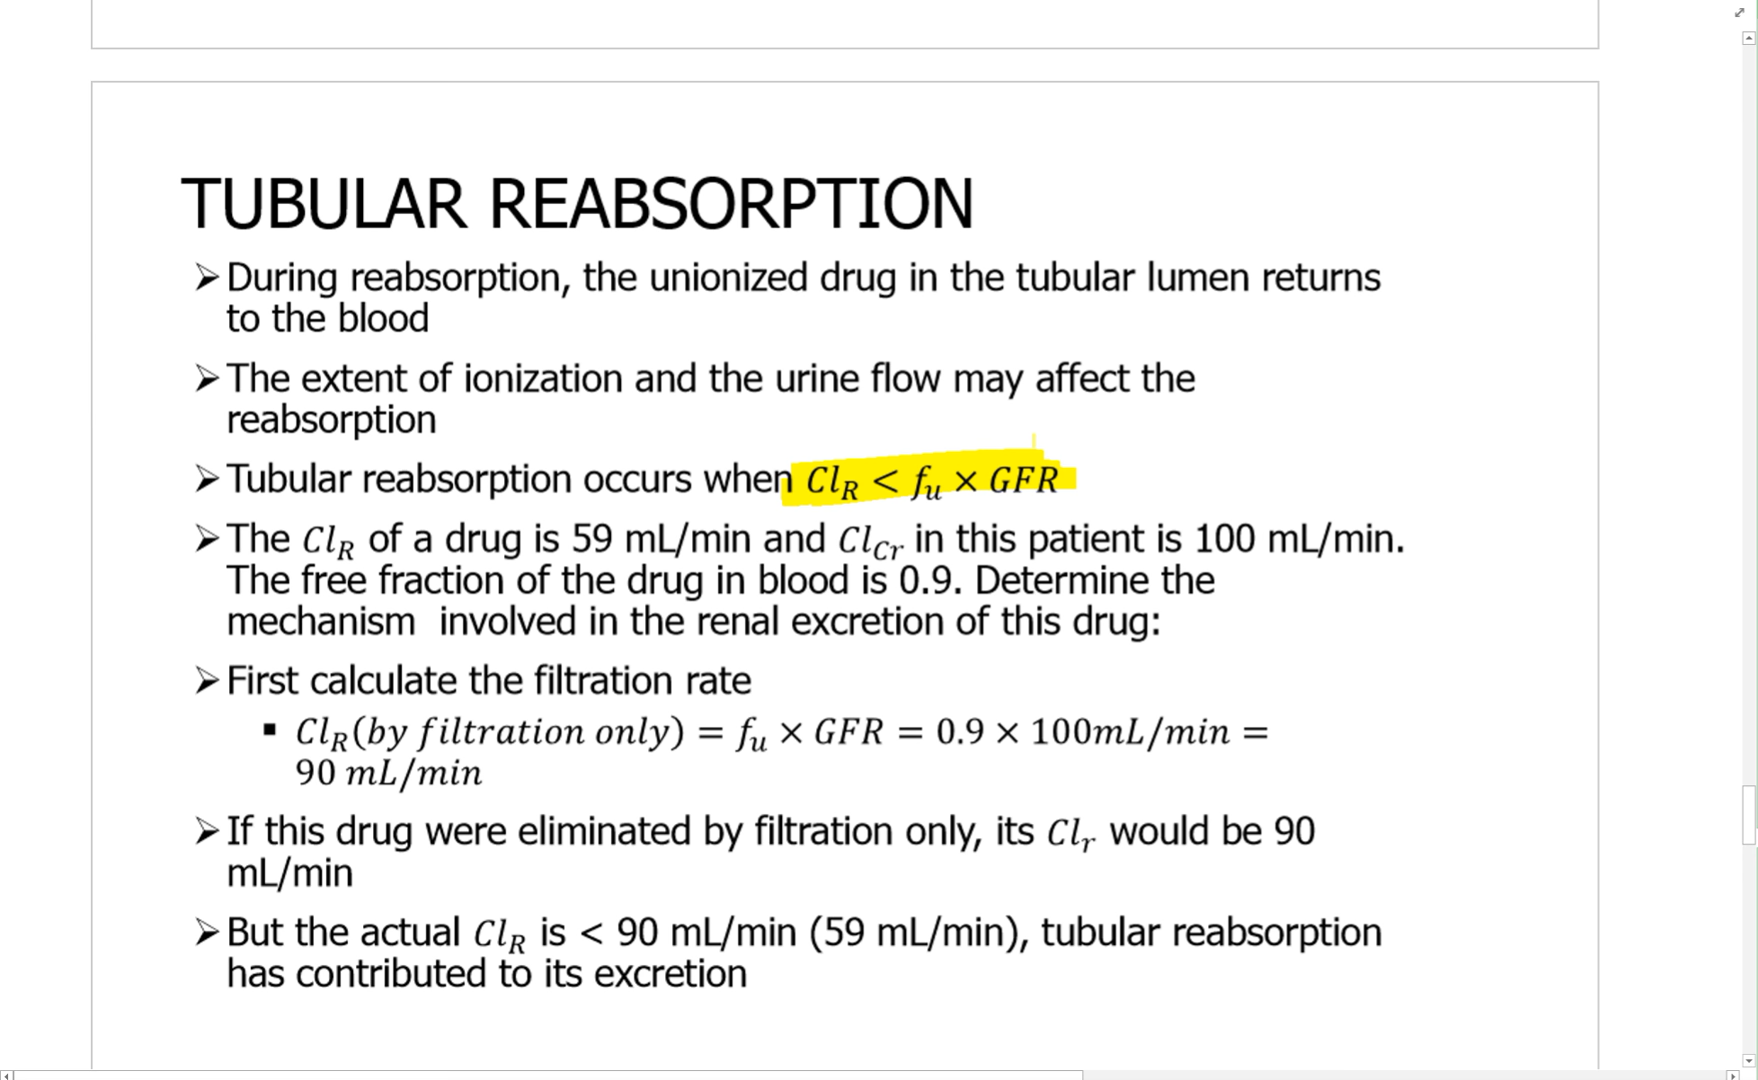 TUBULAR REABSORPTION
➢During reabsorption, the unionized drug in the tubular lumen returns
to the blood
➢The extent of ionization and the urine flow may affect the
reabsorption
➢Tubular reabsorption occurs when Cl_R < f_u × GFR
➢The Cl_R of a drug is 59 mL/min and Cl_Cr in this patient is 100 mL/min.
The free fraction of the drug in blood is 0.9. Determine the
mechanism  involved in the renal excretion of this drug:
➢First calculate the filtration rate
▪ Cl_R(by filtration only) = f_u × GFR = 0.9 × 100mL/min =
90 mL/min
➢If this drug were eliminated by filtration only, its Cl_r would be 90
mL/min
➢But the actual Cl_R is < 90 mL/min (59 mL/min), tubular reabsorption
has contributed to its excretion